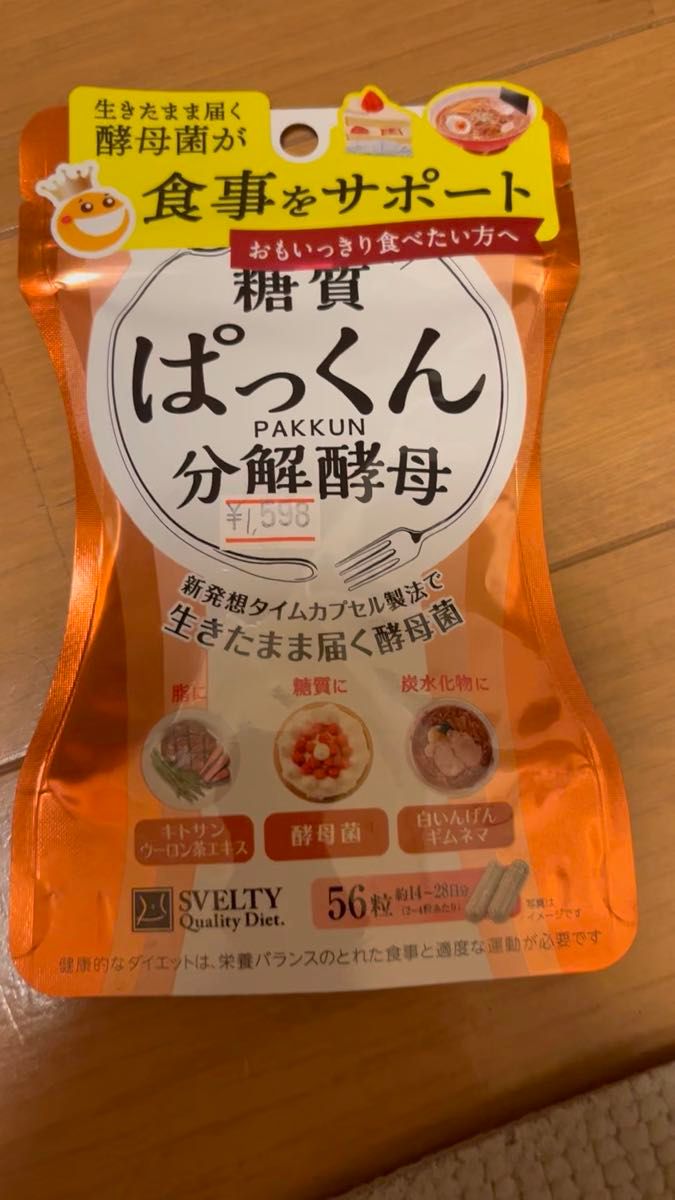 生きたまま届く
酵母菌が
食事をサポート
おもいっきり食べたい方へ
糖質
ぱっくん
PAKKUN
分解酵母
¥1,598
新発想タイムカプセル製法で
生きたまま届く酵母菌
脂に
糖質に
炭水化物に
キトサン
ウーロン茶エキス
酵母菌
白いんげん
ギムネマ
SVELTY
Quality Diet.
56粒
約14~28日分
(2~4粒あたり)
写真は
イメージです
健康的なダイエットは、栄養バランスのとれた食事と適度な運動が必要です